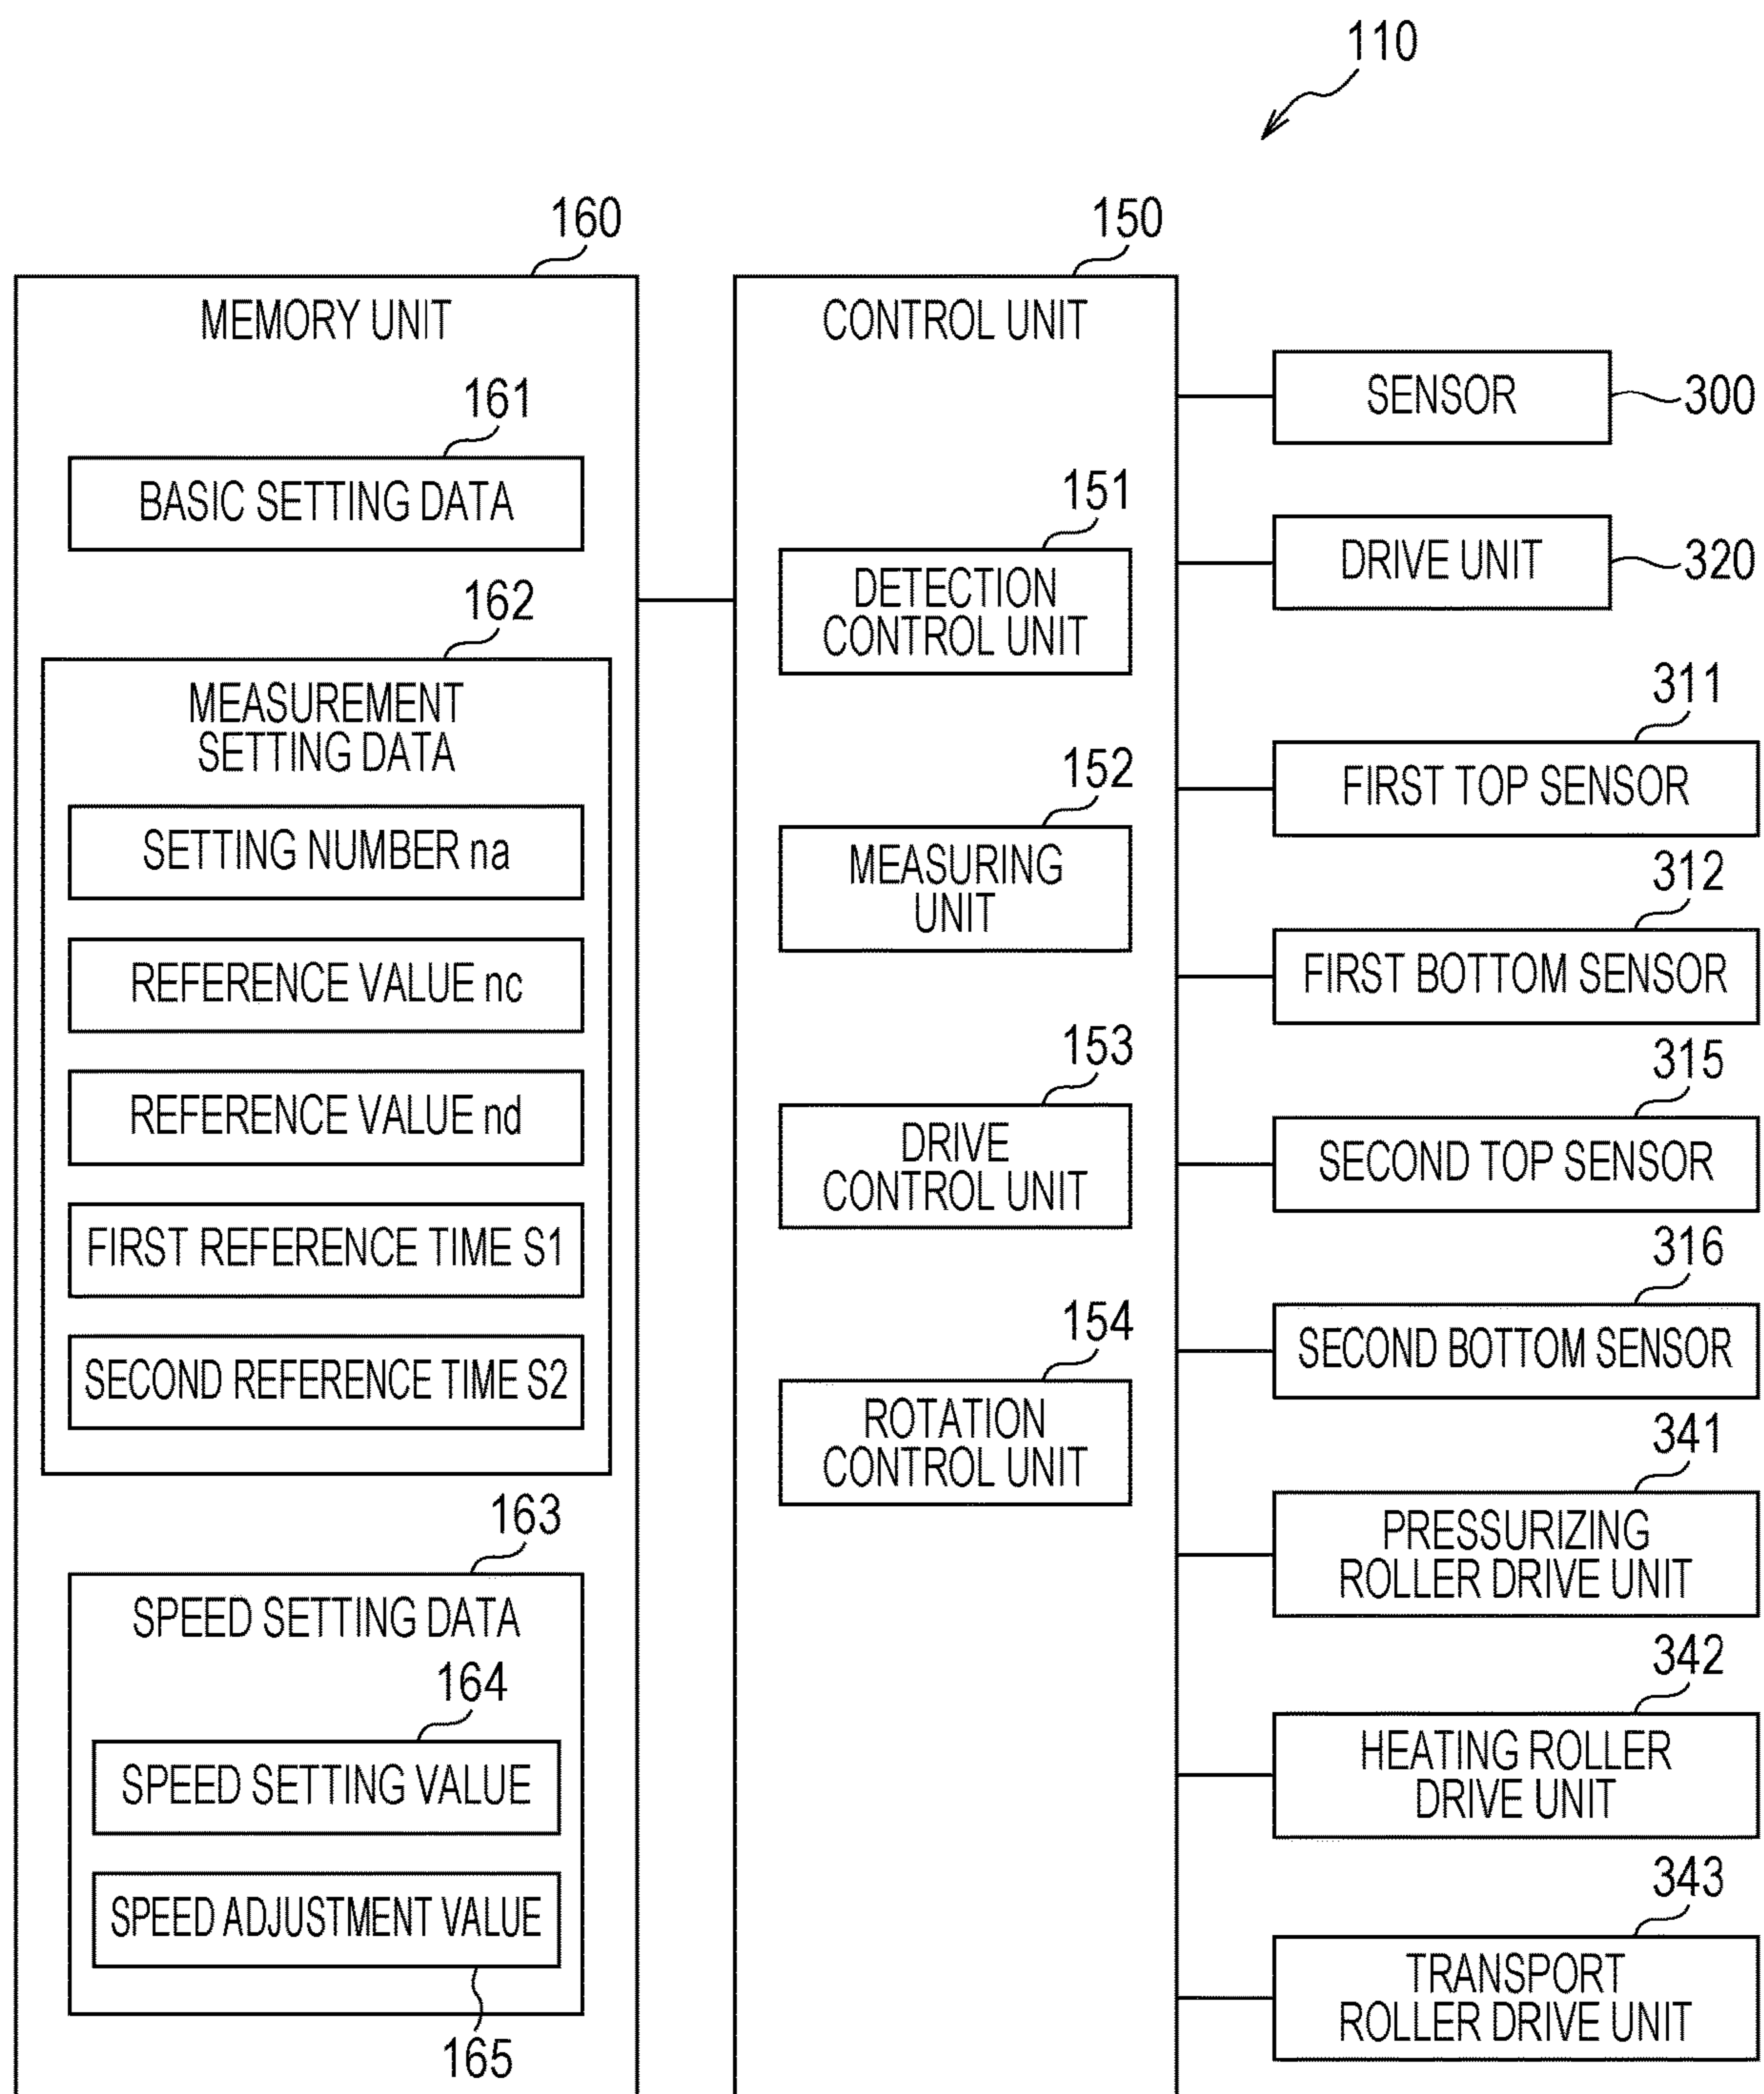 110
160
MEMORY UNIT
161
BASIC SETTING DATA
162
MEASUREMENT
SETTING DATA
SETTING NUMBER na
REFERENCE VALUE nc
REFERENCE VALUE nd
FIRST REFERENCE TIME S1
SECOND REFERENCE TIME S2
163
SPEED SETTING DATA
164
SPEED SETTING VALUE
SPEED ADJUSTMENT VALUE
165
150
CONTROL UNIT
151
DETECTION
CONTROL UNIT
152
MEASURING
UNIT
153
DRIVE
CONTROL UNIT
154
ROTATION
CONTROL UNIT
SENSOR
300
DRIVE UNIT
320
311
FIRST TOP SENSOR
312
FIRST BOTTOM SENSOR
315
SECOND TOP SENSOR
316
SECOND BOTTOM SENSOR
341
PRESSURIZING
ROLLER DRIVE UNIT
342
HEATING ROLLER
DRIVE UNIT
343
TRANSPORT
ROLLER DRIVE UNIT